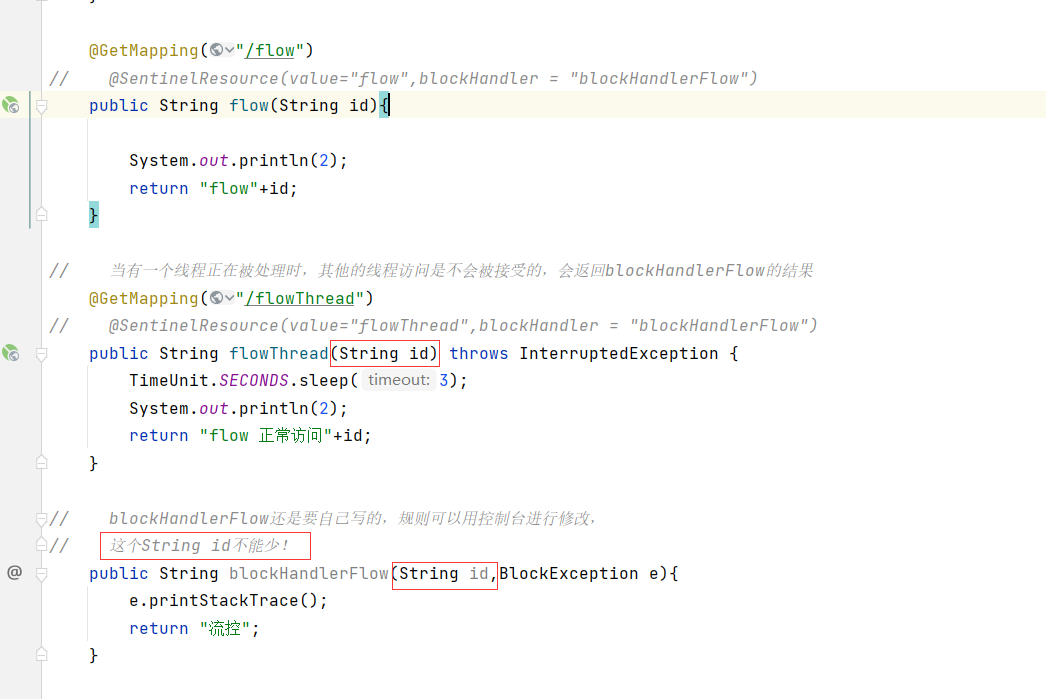 }
@GetMapping("/flow")
//    @SentinelResource(value="flow",blockHandler = "blockHandlerFlow")
public String flow(String id){
System.out.println(2);
return "flow"+id;
}
//    当有一个线程正在被处理时，其他的线程访问是不会被接受的，会返回blockHandlerFlow的结果
@GetMapping("/flowThread")
//    @SentinelResource(value="flowThread",blockHandler = "blockHandlerFlow")
public String flowThread(String id) throws InterruptedException {
TimeUnit.SECONDS.sleep( timeout: 3);
System.out.println(2);
return "flow 正常访问"+id;
}
//    blockHandlerFlow还是要自己写的，规则可以用控制台进行修改，
//    这个String id不能少！
@ public String blockHandlerFlow(String id,BlockException e){
e.printStackTrace();
return "流控";
}